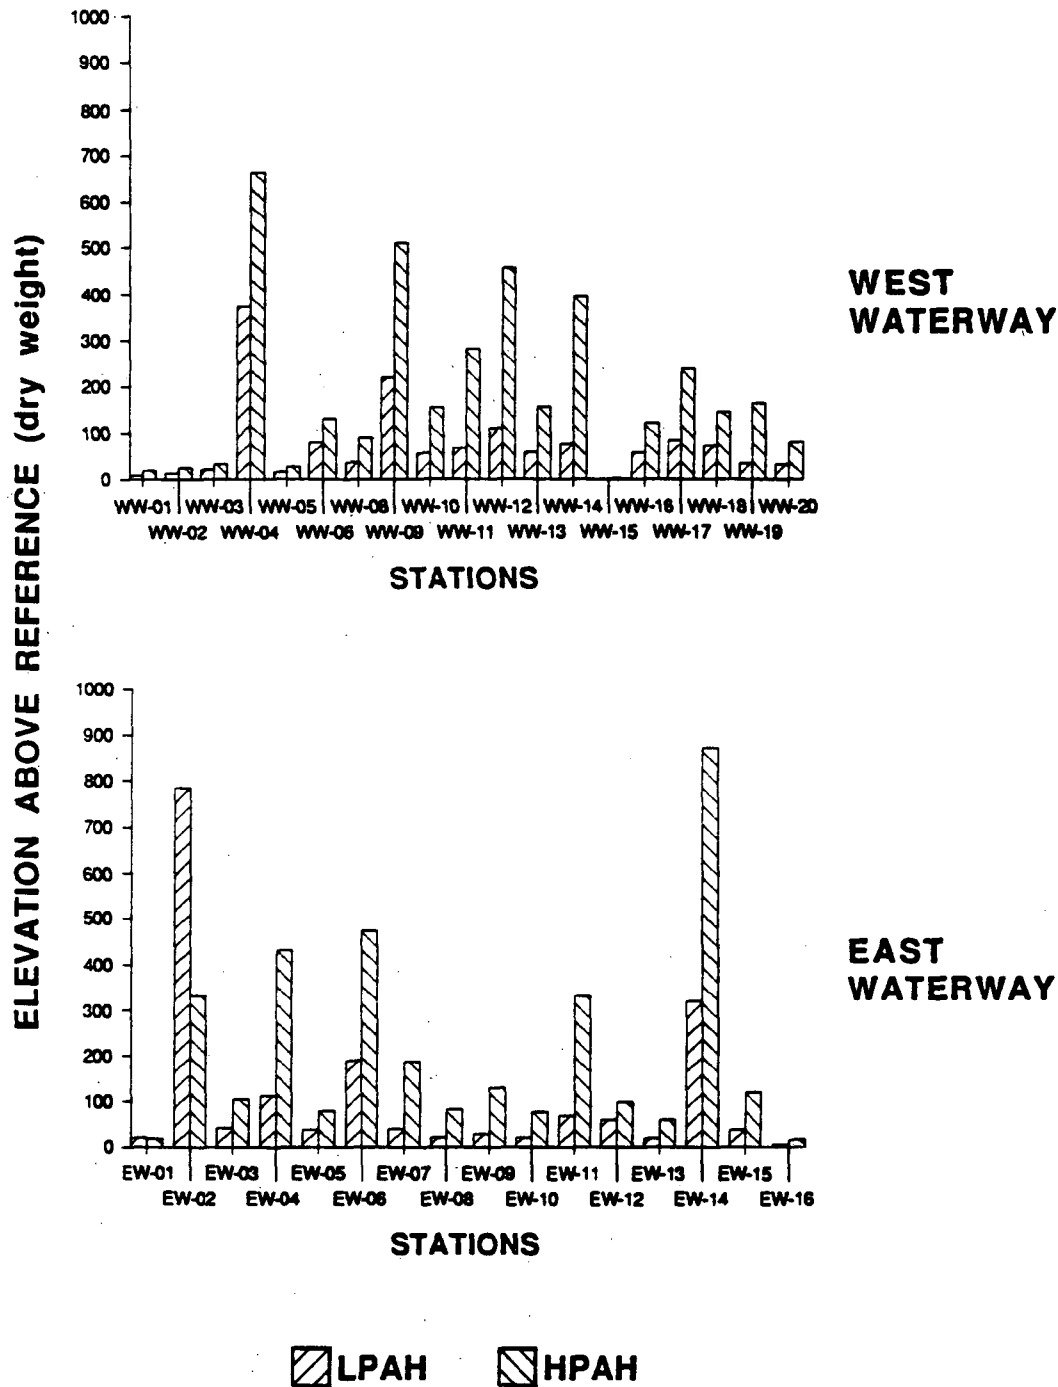 ELEVATION ABOVE REFERENCE (dry weight)
1000
900
800
700
600
500
400
300
200
100
0
WW-01 WW-03 WW-05 WW-08 WW-10 WW-12 WW-14 WW-16 WW-18 WW-20
WW-02 WW-04 WW-06 WW-09 WW-11 WW-13 WW-15 WW-17 WW-19
STATIONS
WEST
WATERWAY
1000
900
800
700
600
500
400
300
200
100
0
EW-01 EW-03 EW-05 EW-07 EW-09 EW-11 EW-13 EW-15
EW-02 EW-04 EW-06 EW-08 EW-10 EW-12 EW-14 EW-16
STATIONS
EAST
WATERWAY
LPAH HPAH